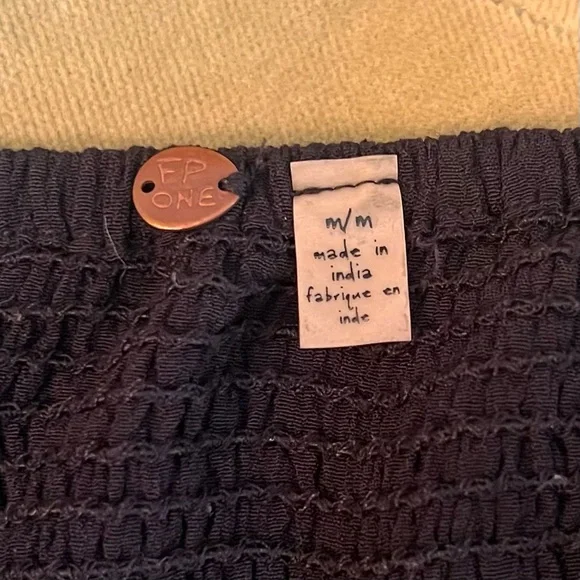 FP
ONE
m/m
made in
india
fabrique en
inde